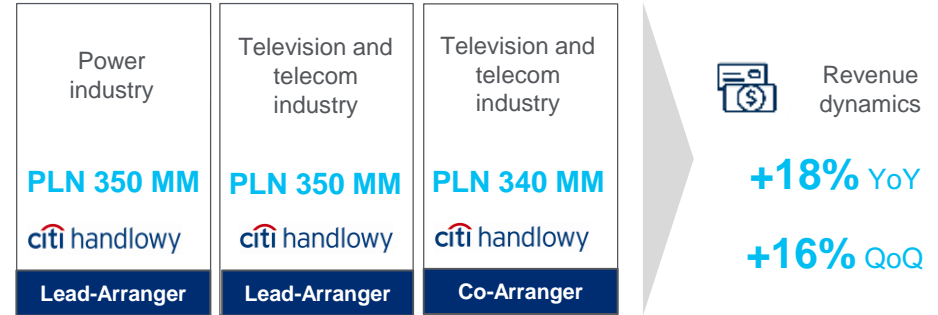 Power
industry
PLN 350 MM
citi handlowy
Lead-Arranger
Television and
telecom
industry
PLN 350 MM
citi handlowy
Lead-Arranger
Television and
telecom
industry
PLN 340 MM
citi handlowy
Co-Arranger
$
Revenue
dynamics
+18% YoY
+16% QoQ